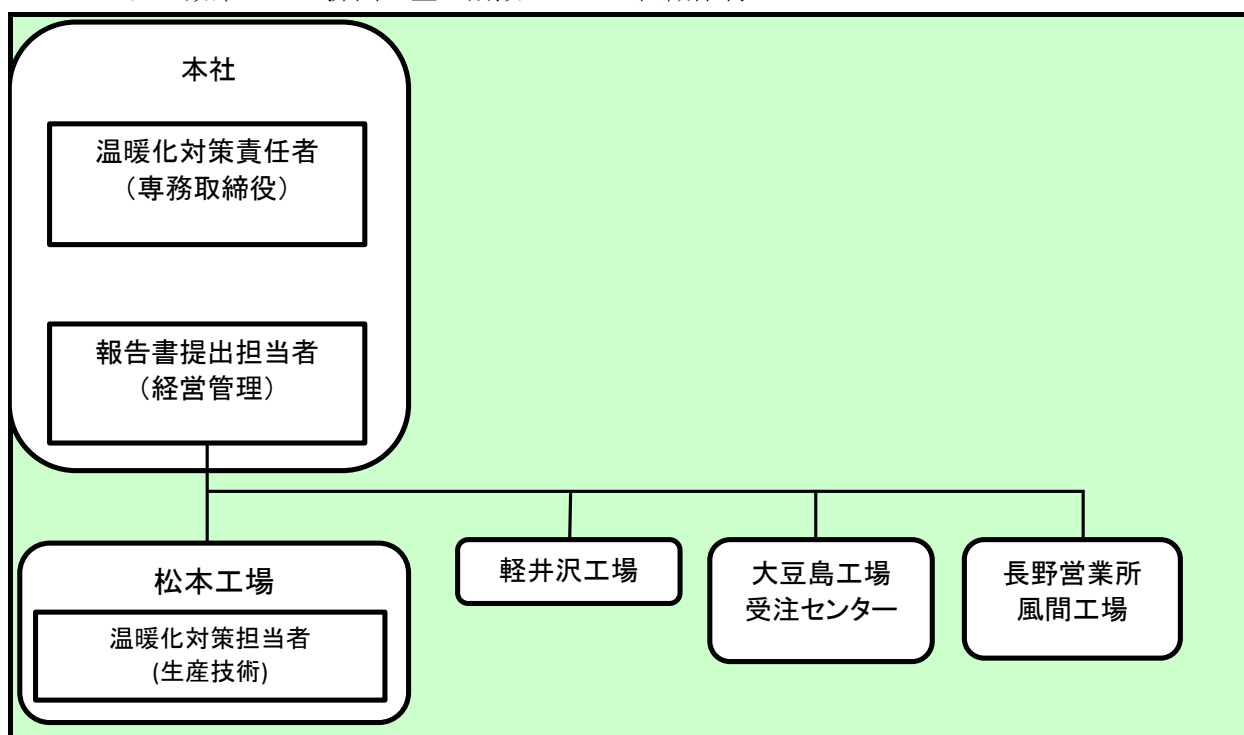 本社
温暖化対策責任者
（専務取締役）
報告書提出担当者
（経営管理）
松本工場
温暖化対策担当者
(生産技術)
軽井沢工場
大豆島工場
受注センター
長野営業所
風間工場